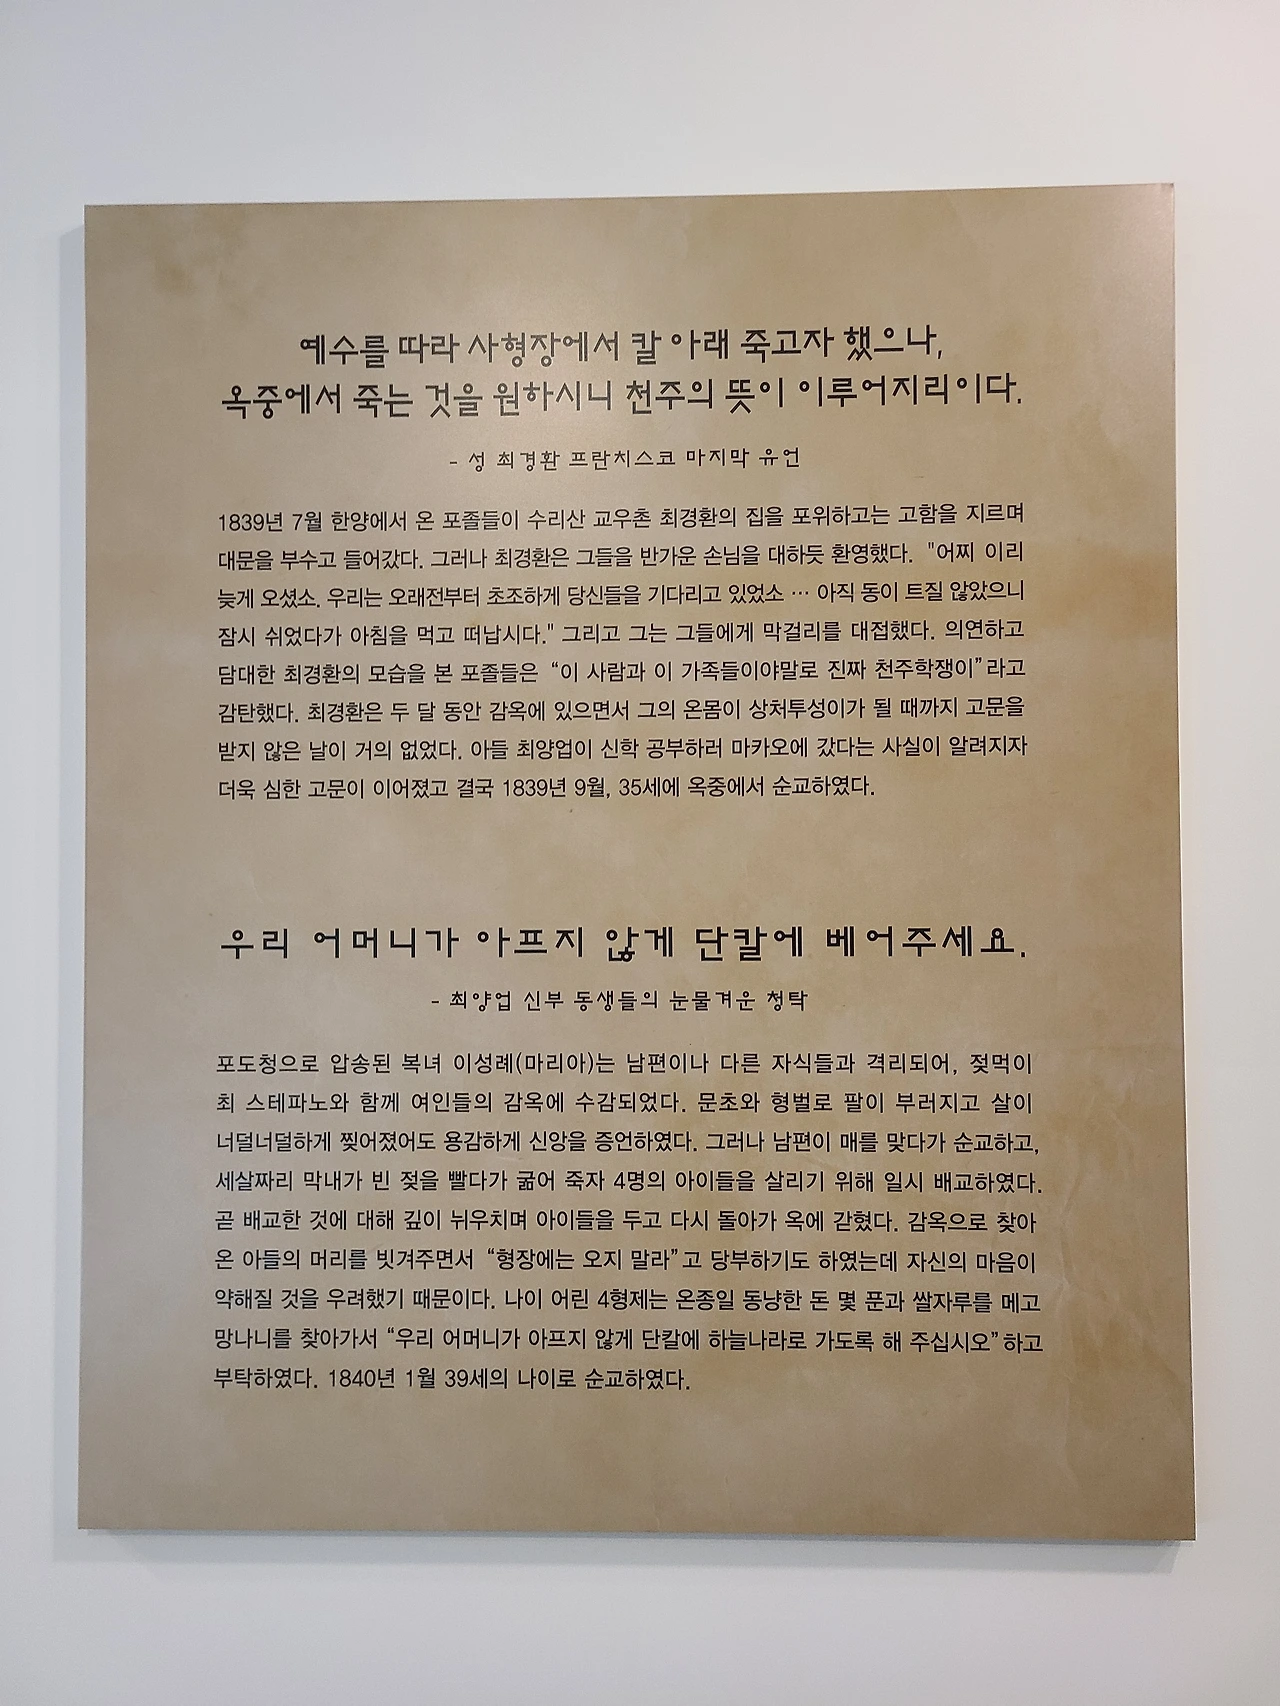 예수를 따라 사형장에서 칼 아래 죽고자 했으나,
옥중에서 죽는 것을 원하시니 천주의 뜻이 이루어지리이다.
- 성 최경환 프란치스코 마지막 유언
1839년 7월 한양에서 온 포졸들이 수리산 교우촌 최경환의 집을 포위하고는 고함을 지르며
대문을 부수고 들어갔다. 그러나 최경환은 그들을 반가운 손님을 대하듯 환영했다. "어찌 이리
늦게 오셨소. 우리는 오래전부터 초조하게 당신들을 기다리고 있었소 … 아직 동이 트질 않았으니
잠시 쉬었다가 아침을 먹고 떠납시다." 그리고 그는 그들에게 막걸리를 대접했다. 의연하고
담대한 최경환의 모습을 본 포졸들은 “이 사람과 이 가족들이야말로 진짜 천주학쟁이”라고
감탄했다. 최경환은 두 달 동안 감옥에 있으면서 그의 온몸이 상처투성이가 될 때까지 고문을
받지 않은 날이 거의 없었다. 아들 최양업이 신학 공부하러 마카오에 갔다는 사실이 알려지자
더욱 심한 고문이 이어졌고 결국 1839년 9월, 35세에 옥중에서 순교하였다.
우리 어머니가 아프지 않게 단칼에 베어주세요.
- 최양업 신부 동생들의 눈물겨운 청탁
포도청으로 압송된 복녀 이성례(마리아)는 남편이나 다른 자식들과 격리되어, 젖먹이
최 스테파노와 함께 여인들의 감옥에 수감되었다. 문초와 형벌로 팔이 부러지고 살이
너덜너덜하게 찢어졌어도 용감하게 신앙을 증언하였다. 그러나 남편이 매를 맞다가 순교하고,
세살짜리 막내가 빈 젖을 빨다가 굶어 죽자 4명의 아이들을 살리기 위해 일시 배교하였다.
곧 배교한 것에 대해 깊이 뉘우치며 아이들을 두고 다시 돌아가 옥에 갇혔다. 감옥으로 찾아
온 아들의 머리를 빗겨주면서 “형장에는 오지 말라”고 당부하기도 하였는데 자신의 마음이
약해질 것을 우려했기 때문이다. 나이 어린 4형제는 온종일 동냥한 돈 몇 푼과 쌀자루를 메고
망나니를 찾아가서 “우리 어머니가 아프지 않게 단칼에 하늘나라로 가도록 해 주십시오”하고
부탁하였다. 1840년 1월 39세의 나이로 순교하였다.